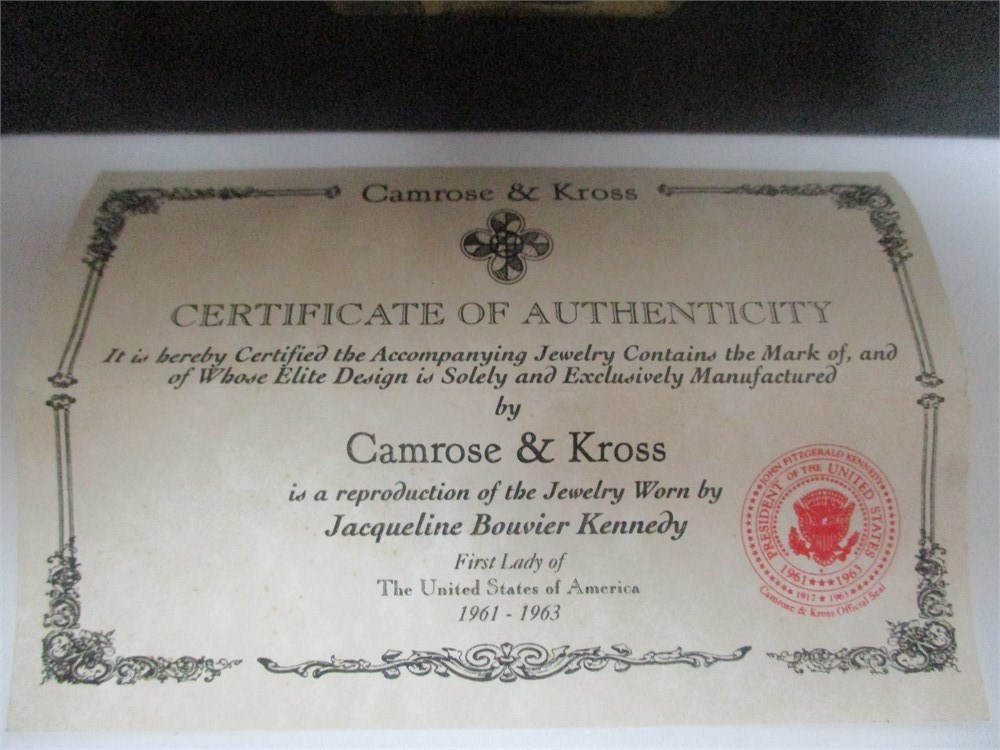 Camrose & Kross
CERTIFICATE OF AUTHENTICITY
It is hereby Certified the Accompanying Jewelry Contains the Mark of, and
of Whose Elite Design is Solely and Exclusively Manufactured
by
Camrose & Kross
is a reproduction of the Jewelry Worn by
Jacqueline Bouvier Kennedy
First Lady of
The United States of America
1961 - 1963
JOHN FITZGERALD KENNEDY
PRESIDENT OF THE UNITED STATES
1961★★★1963
1917 ★ 1963
Camrose & Kross Official Seal